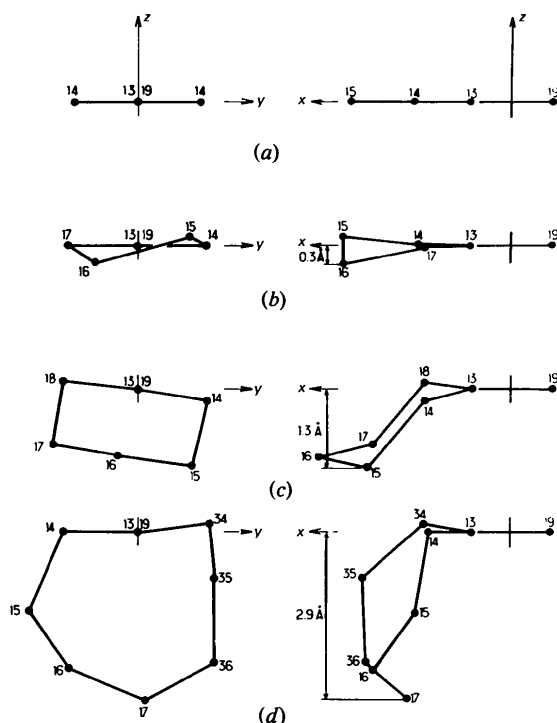 z z
14 13 19 14 y x 15 14 13 19
(a)
17 13 19 15 14 y x 15 14 13 19
16 0.3 Å 16 17
(b)
18 13 19 14 y x 18 13 19
17 16 15 1.3 Å 16 17 15 14
(c)
14 13 19 34 y x 34 13 19
14
35 35
15 2.9 Å 15
16 36 36 16
17 17
(d)